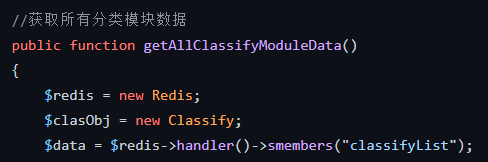 //获取所有分类模块数据
public function getAllClassifyModuleData()
{
    $redis = new Redis;
    $clasObj = new Classify;
    $data = $redis->handler()->smembers("classifyList");